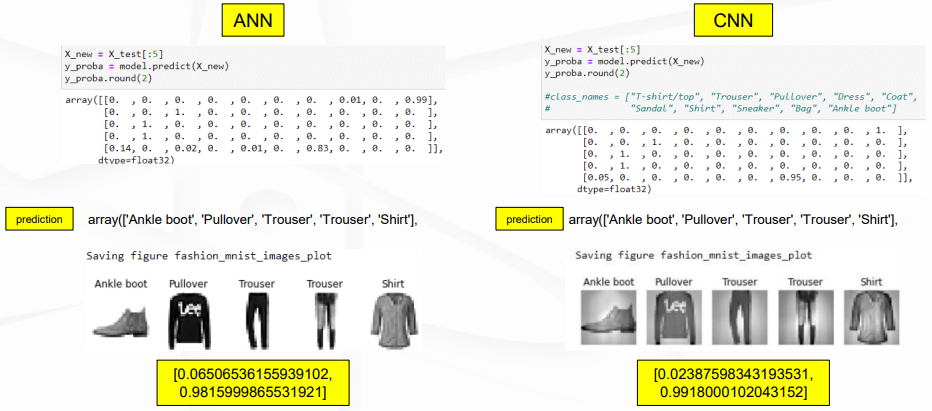 ANN
X_new = X_test[:5]
y_proba = model.predict(X_new)
y_proba.round(2)
array([[0. , 0. , 0. , 0. , 0. , 0. , 0. , 0.01, 0. , 0.99],
[0. , 0. , 1. , 0. , 0. , 0. , 0. , 0. , 0. , 0. ],
[0. , 1. , 0. , 0. , 0. , 0. , 0. , 0. , 0. , 0. ],
[0. , 1. , 0. , 0. , 0. , 0. , 0. , 0. , 0. , 0. ],
[0.14, 0. , 0.02, 0. , 0.01, 0. , 0.83, 0. , 0. , 0. ]],
dtype=float32)
prediction
array(['Ankle boot', 'Pullover', 'Trouser', 'Trouser', 'Shirt'],
Saving figure fashion_mnist_images_plot
Ankle boot Pullover Trouser Trouser Shirt
Lee
[0.06506536155939102,
0.9815999865531921]
CNN
X_new = X_test[:5]
y_proba = model.predict(X_new)
y_proba.round(2)
#class_names = ["T-shirt/top", "Trouser", "Pullover", "Dress", "Coat",
# "Sandal", "Shirt", "Sneaker", "Bag", "Ankle boot"]
array([[0. , 0. , 0. , 0. , 0. , 0. , 0. , 0. , 0. , 1. ],
[0. , 0. , 1. , 0. , 0. , 0. , 0. , 0. , 0. , 0. ],
[0. , 1. , 0. , 0. , 0. , 0. , 0. , 0. , 0. , 0. ],
[0. , 1. , 0. , 0. , 0. , 0. , 0. , 0. , 0. , 0. ],
[0.05, 0. , 0. , 0. , 0. , 0. , 0.95, 0. , 0. , 0. ]],
dtype=float32)
prediction
array(['Ankle boot', 'Pullover', 'Trouser', 'Trouser', 'Shirt'],
Saving figure fashion_mnist_images_plot
Ankle boot Pullover Trouser Trouser Shirt
Lee
[0.02387598343193531,
0.9918000102043152]